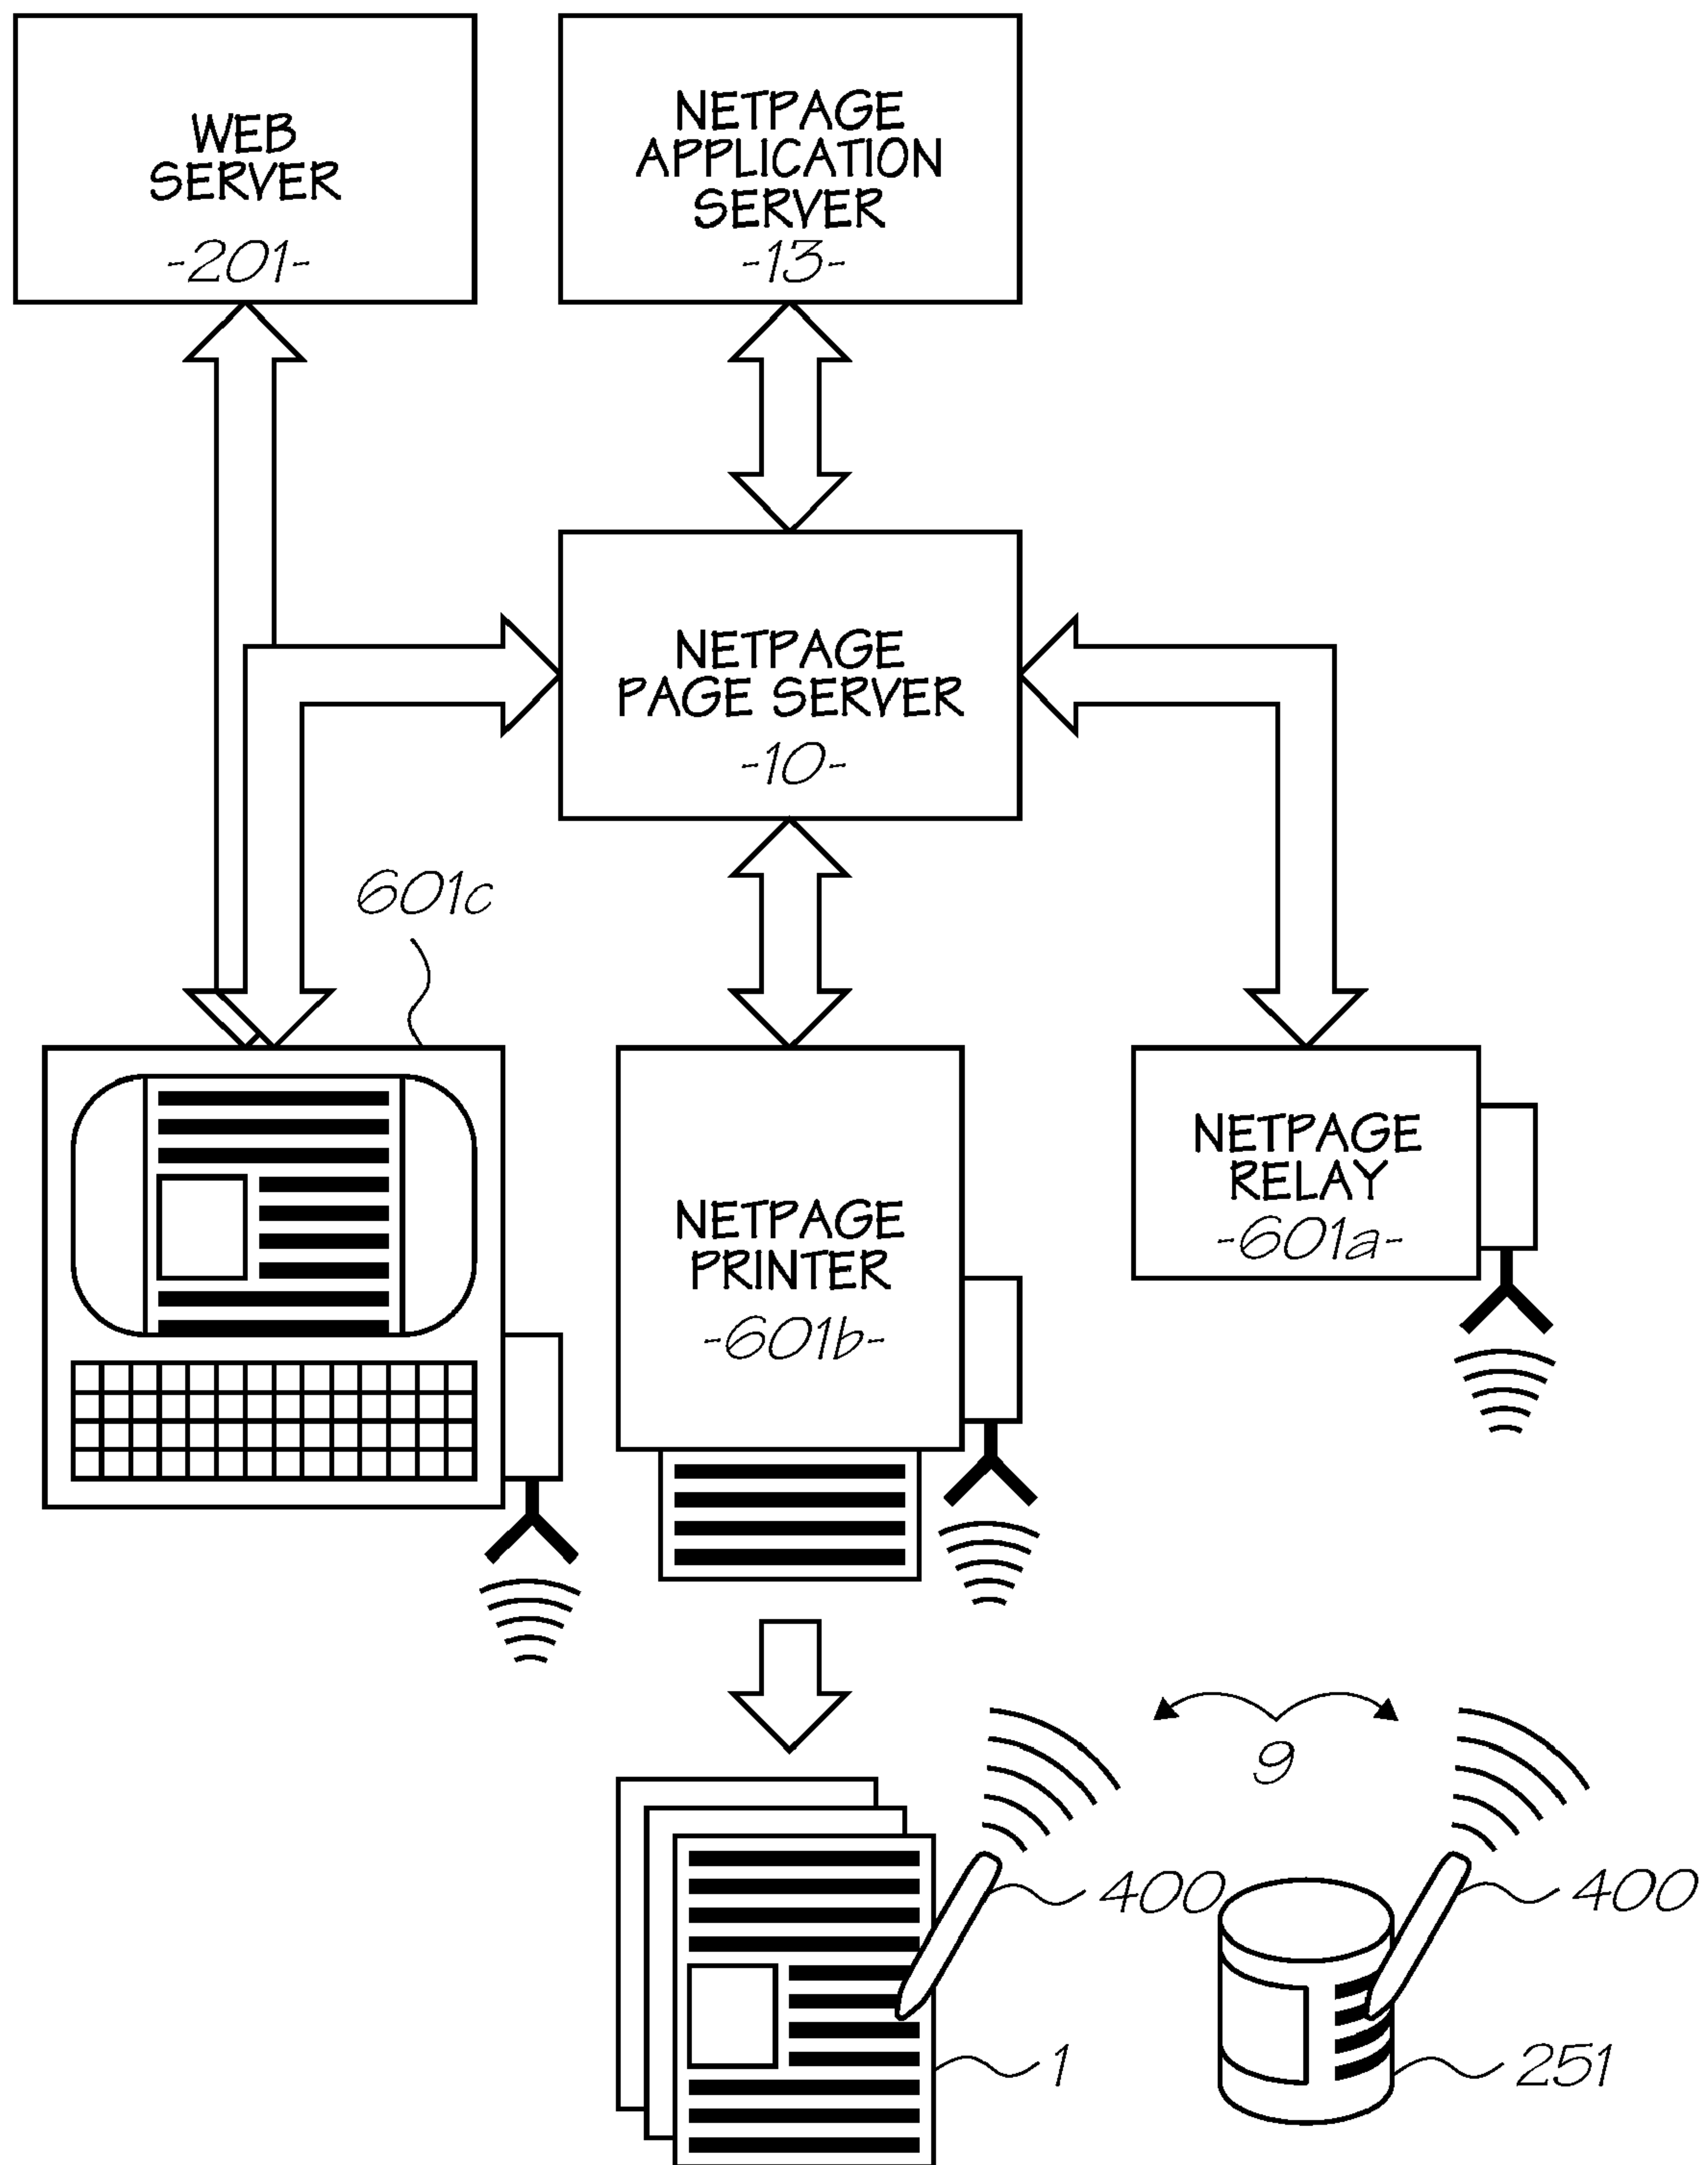 WEB
SERVER
-201-
NETPAGE
APPLICATION
SERVER
-13-
NETPAGE
PAGE SERVER
-10-
601c
NETPAGE
PRINTER
-601b-
NETPAGE
RELAY
-601a-
9
400
400
1
251